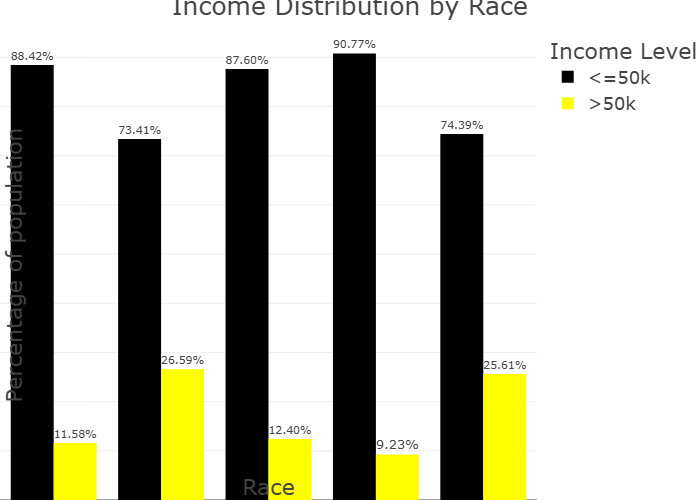 Income Distribution by Race
Income Level
<=50k
>50k
88.42%
11.58%
73.41%
26.59%
87.60%
12.40%
90.77%
9.23%
74.39%
25.61%
Percentage of population
Race